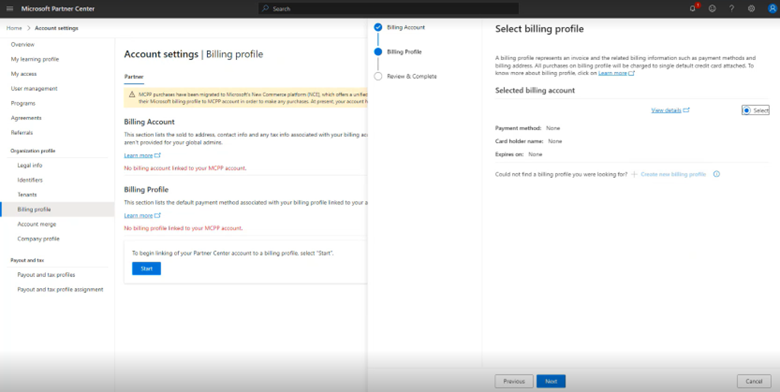 Microsoft Partner Center
Search
Home > Account settings
Overview
My learning profile
My access
User management
Programs
Agreements
Referrals
Organization profile
Legal info
Identifiers
Tenants
Billing profile
Account merge
Company profile
Payout and tax
Payout and tax profiles
Payout and tax profile assignment
Account settings | Billing profile
Partner
MCPP purchases have been migrated to Microsoft's New Commerce platform (NCE), which offers a unified
their Microsoft billing profile to MCPP account in order to make any purchases. At present, your account h
Billing Account
This section lists the sold to address, contact info and any tax info associated with your billing ac
aren't provided for your global admins.
Learn more
No billing account linked to your MCPP account.
Billing Profile
This section lists the default payment method associated with your billing profile linked to your a
Learn more
No billing profile linked to your MCPP account.
To begin linking of your Partner Center account to a billing profile, select "Start".
Start
Billing Account
Billing Profile
Review & Complete
Select billing profile
A billing profile represents an invoice and the related billing information such as payment methods and
billing address. All purchases on billing profile will be charged to single default credit card attached. To
know more about billing profile, click on Learn more
Selected billing account
View details
Select
Payment method: None
Card holder name: None
Expires on: None
Could not find a billing profile you were looking for? + Create new billing profile
Previous
Next
Cancel